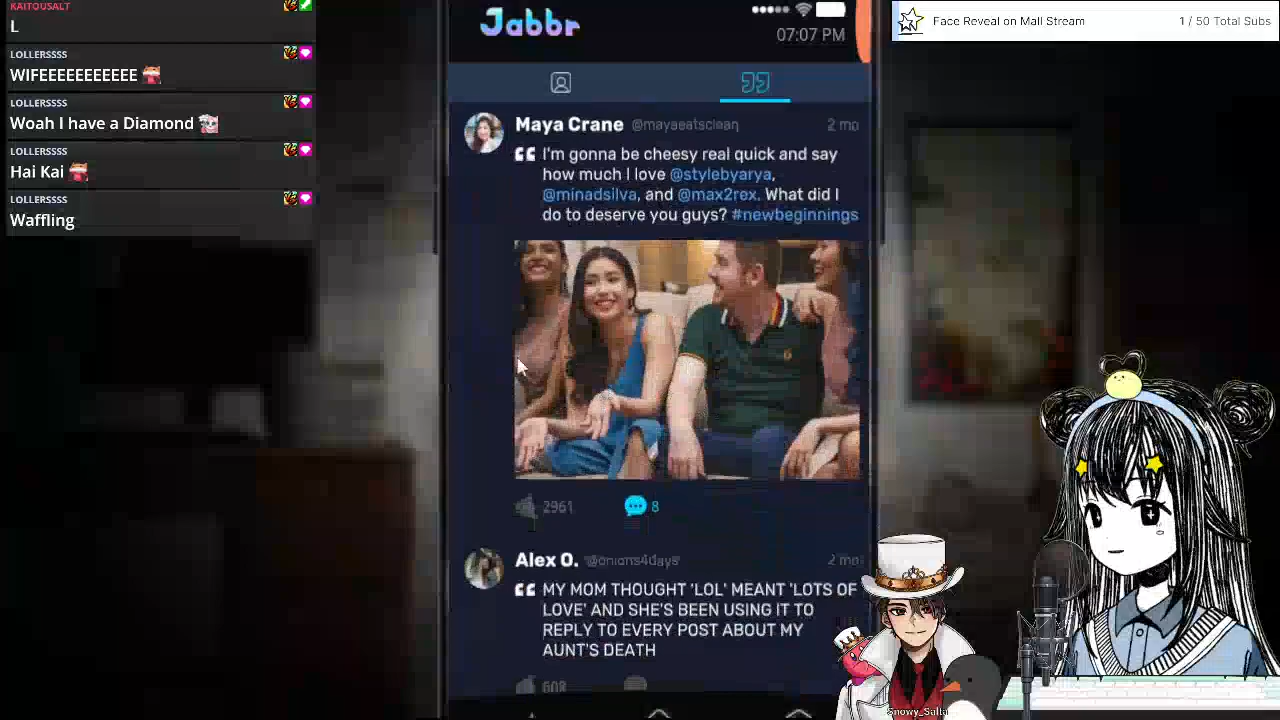 KAITOUSALT
L
LOLLERSSSS
WIFEEEEEEEEEEE
LOLLERSSSS
Woah I have a Diamond
LOLLERSSSS
Hai Kai
LOLLERSSSS
Waffling
Jabbr
07:07 PM
Maya Crane @mayaeatsclean 2 mo
I'm gonna be cheesy real quick and say
how much I love @stylebyarya,
@minadsilva, and @max2rex. What did I
do to deserve you guys? #newbeginnings
2961 8
Alex O. @onions4days 2 mo
MY MOM THOUGHT 'LOL' MEANT 'LOTS OF
LOVE' AND SHE'S BEEN USING IT TO
REPLY TO EVERY POST ABOUT MY
AUNT'S DEATH
608
Face Reveal on Mall Stream 1 / 50 Total Subs